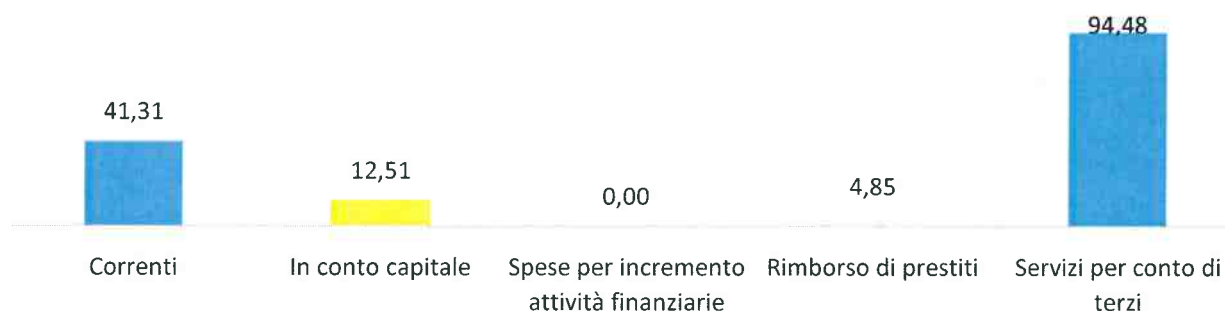 94,48
41,31
12,51
0,00
4,85
Correnti
In conto capitale
Spese per incremento
attività finanziarie
Rimborso di prestiti
Servizi per conto di
terzi